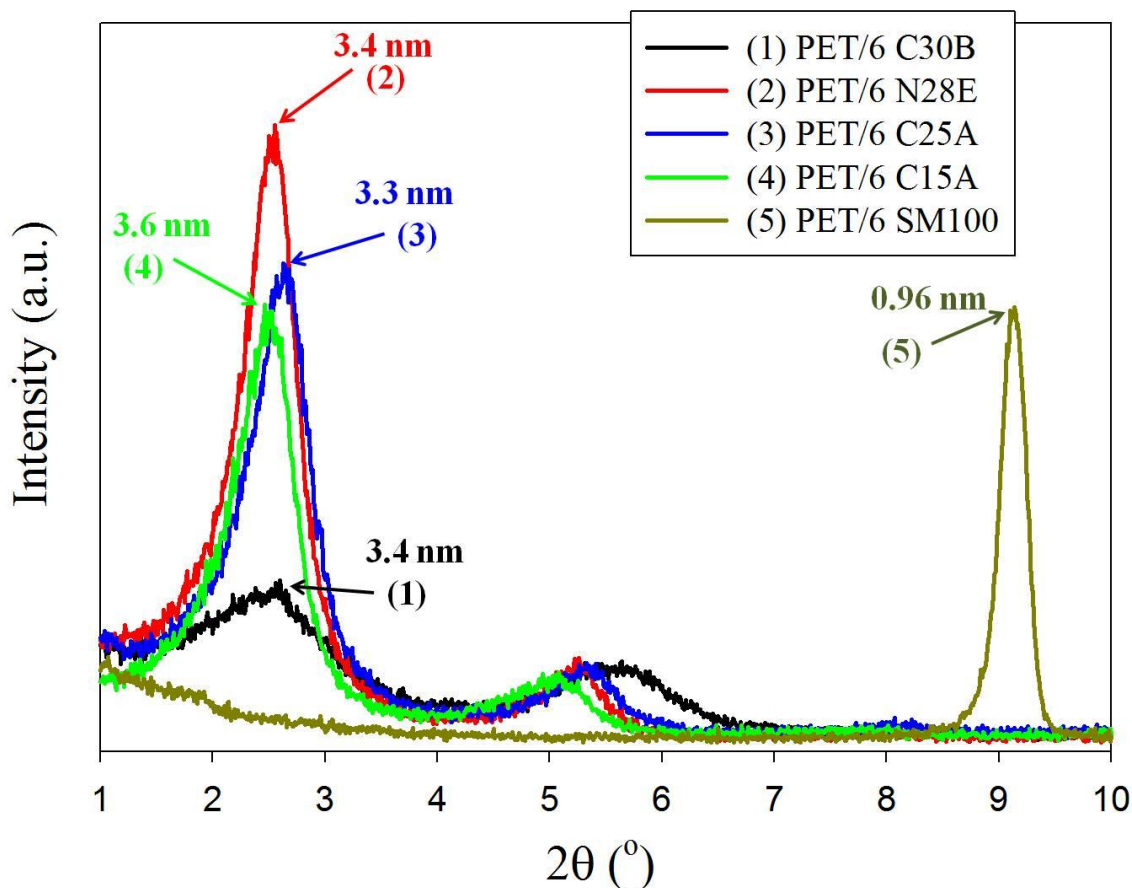 3.4 nm
(2)
3.3 nm
(3)
3.6 nm
(4)
3.4 nm
(1)
0.96 nm
(5)
(1) PET/6 C30B
(2) PET/6 N28E
(3) PET/6 C25A
(4) PET/6 C15A
(5) PET/6 SM100
Intensity (a.u.)
1 2 3 4 5 6 7 8 9 10
2θ (°)